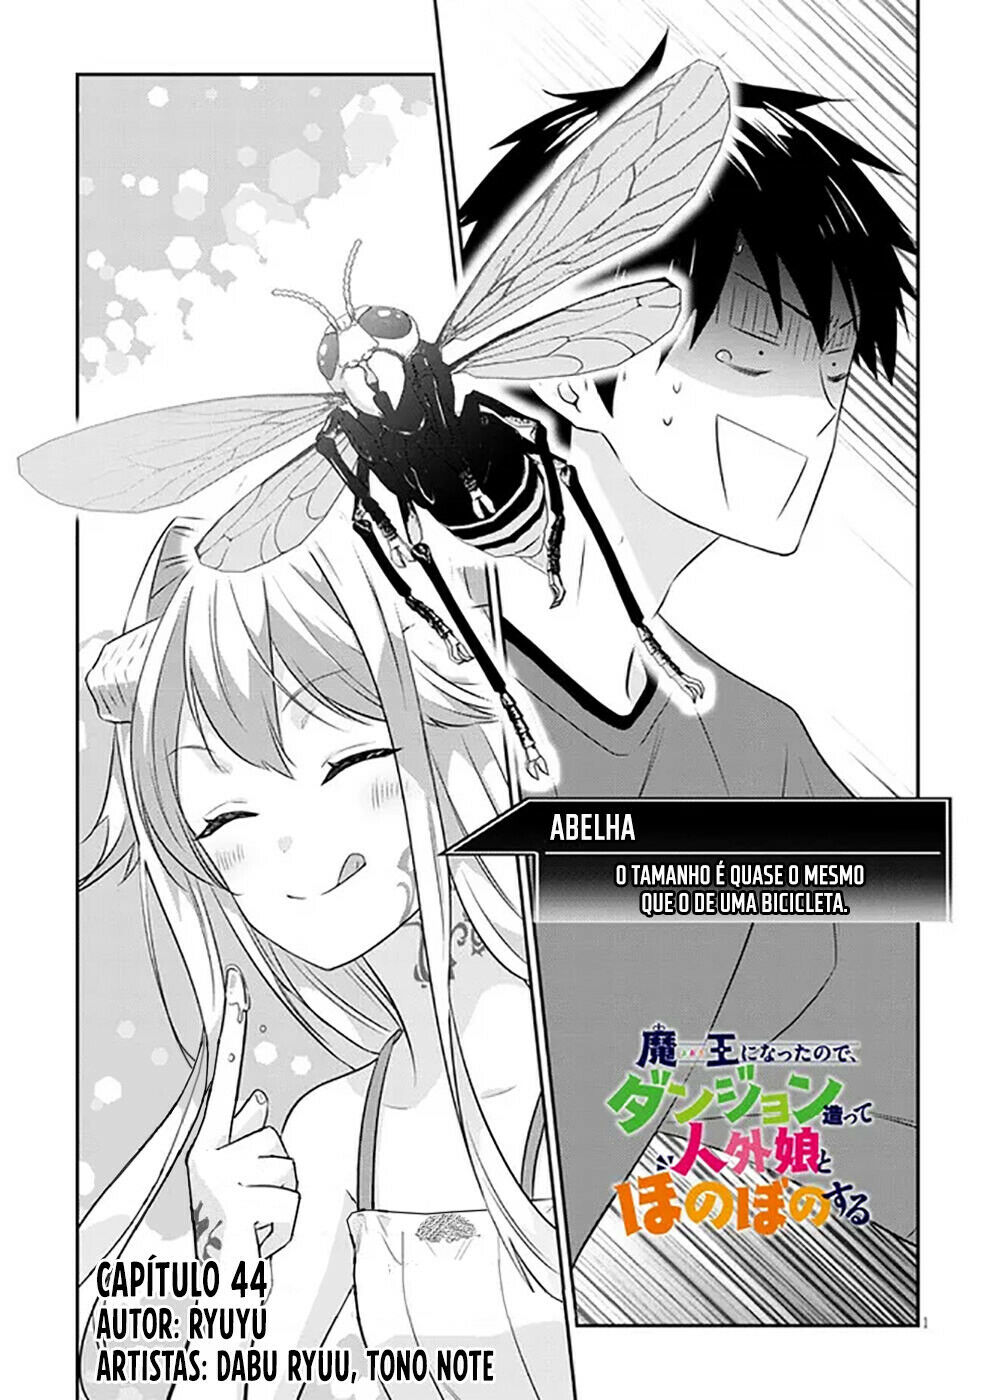 ABELHA
O TAMANHO É QUASE O MESMO
QUE O DE UMA BICICLETA.
魔王になったので、
ダンジョン造って
人外娘と
ほのぼのする
CAPÍTULO 44
AUTOR: RYUYU
ARTISTAS: DABU RYUU, TONO NOTE
1